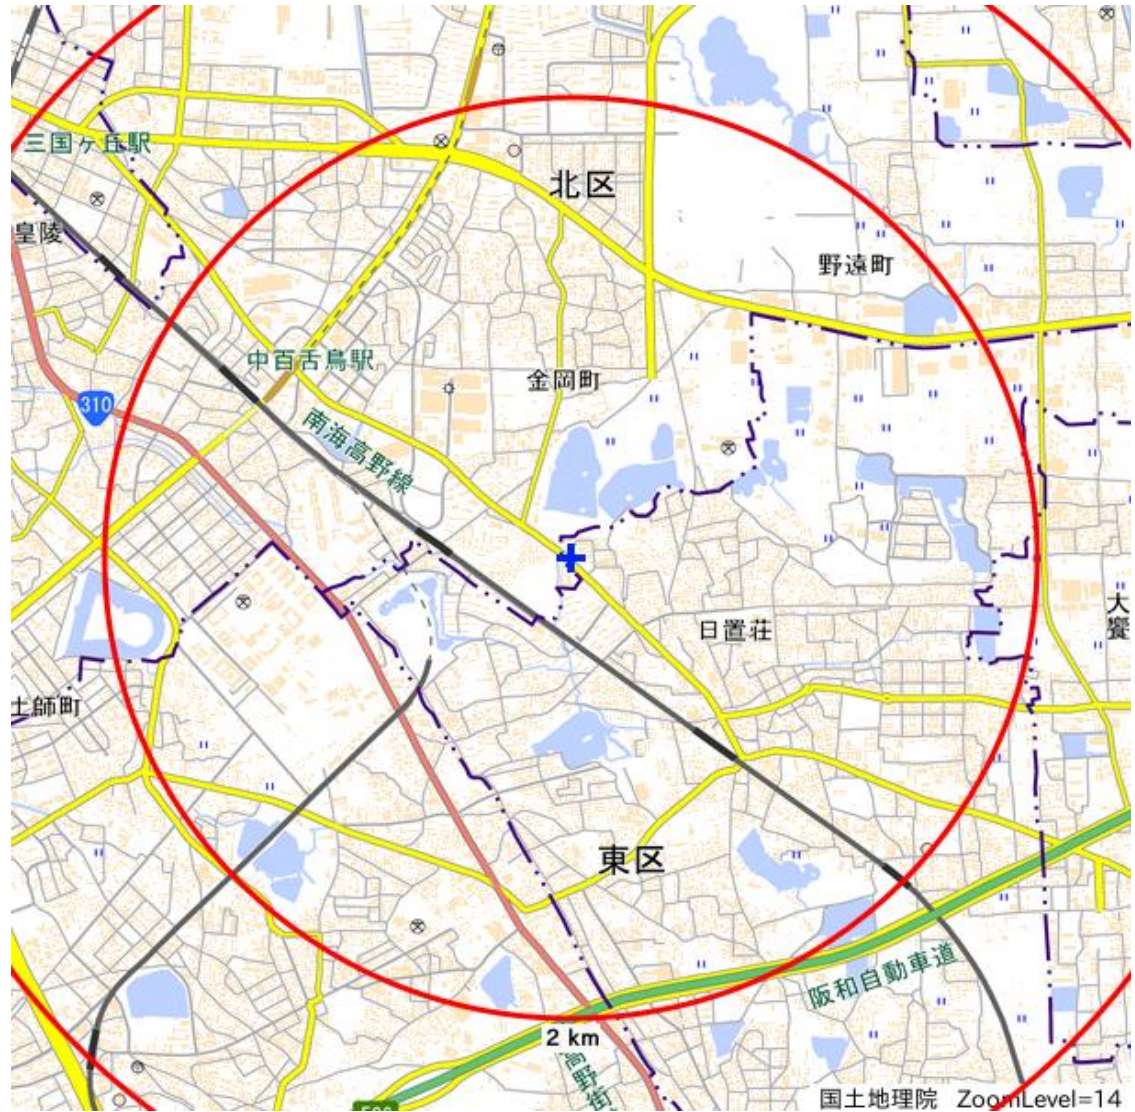 三国ヶ丘駅
北区
皇陵
野遠町
中百舌鳥駅
金岡町
310
南海高野線
日置荘
大饗
土師町
東区
阪和自動車道
2 km
高野街
国土地理院 ZoomLevel=14